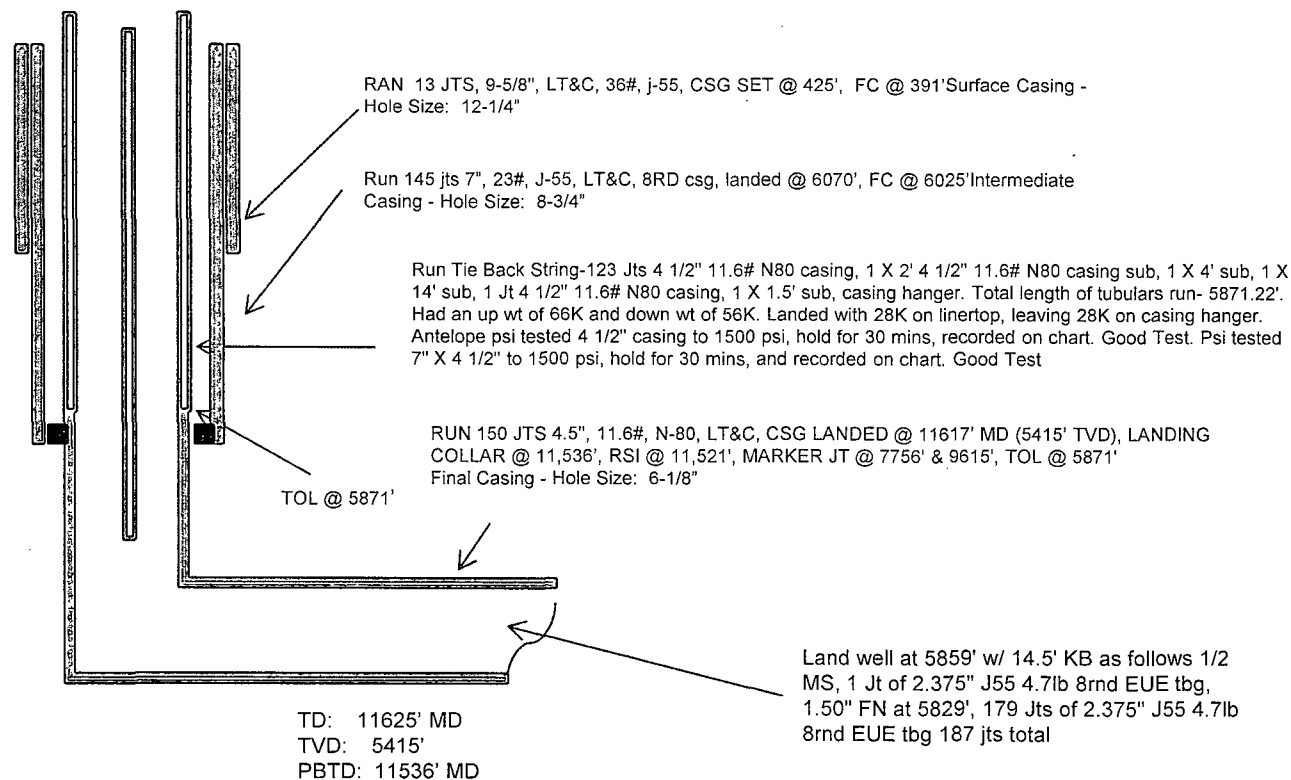 RAN 13 JTS, 9-5/8", LT&C, 36#, j-55, CSG SET @ 425', FC @ 391'Surface Casing -
Hole Size: 12-1/4"
Run 145 jts 7", 23#, J-55, LT&C, 8RD csg, landed @ 6070', FC @ 6025'Intermediate
Casing - Hole Size: 8-3/4"
Run Tie Back String-123 Jts 4 1/2" 11.6# N80 casing, 1 X 2' 4 1/2" 11.6# N80 casing sub, 1 X 4' sub, 1 X
14' sub, 1 Jt 4 1/2" 11.6# N80 casing, 1 X 1.5' sub, casing hanger. Total length of tubulars run- 5871.22'.
Had an up wt of 66K and down wt of 56K. Landed with 28K on linertop, leaving 28K on casing hanger.
Antelope psi tested 4 1/2" casing to 1500 psi, hold for 30 mins, recorded on chart. Good Test. Psi tested
7" X 4 1/2" to 1500 psi, hold for 30 mins, and recorded on chart. Good Test
RUN 150 JTS 4.5", 11.6#, N-80, LT&C, CSG LANDED @ 11617' MD (5415' TVD), LANDING
COLLAR @ 11,536', RSI @ 11,521', MARKER JT @ 7756' & 9615', TOL @ 5871'
Final Casing - Hole Size: 6-1/8"
TOL @ 5871'
Land well at 5859' w/ 14.5' KB as follows 1/2
MS, 1 Jt of 2.375" J55 4.7lb 8rnd EUE tbg,
1.50" FN at 5829', 179 Jts of 2.375" J55 4.7lb
8rnd EUE tbg 187 jts total
TD: 11625' MD
TVD: 5415'
PBTD: 11536' MD